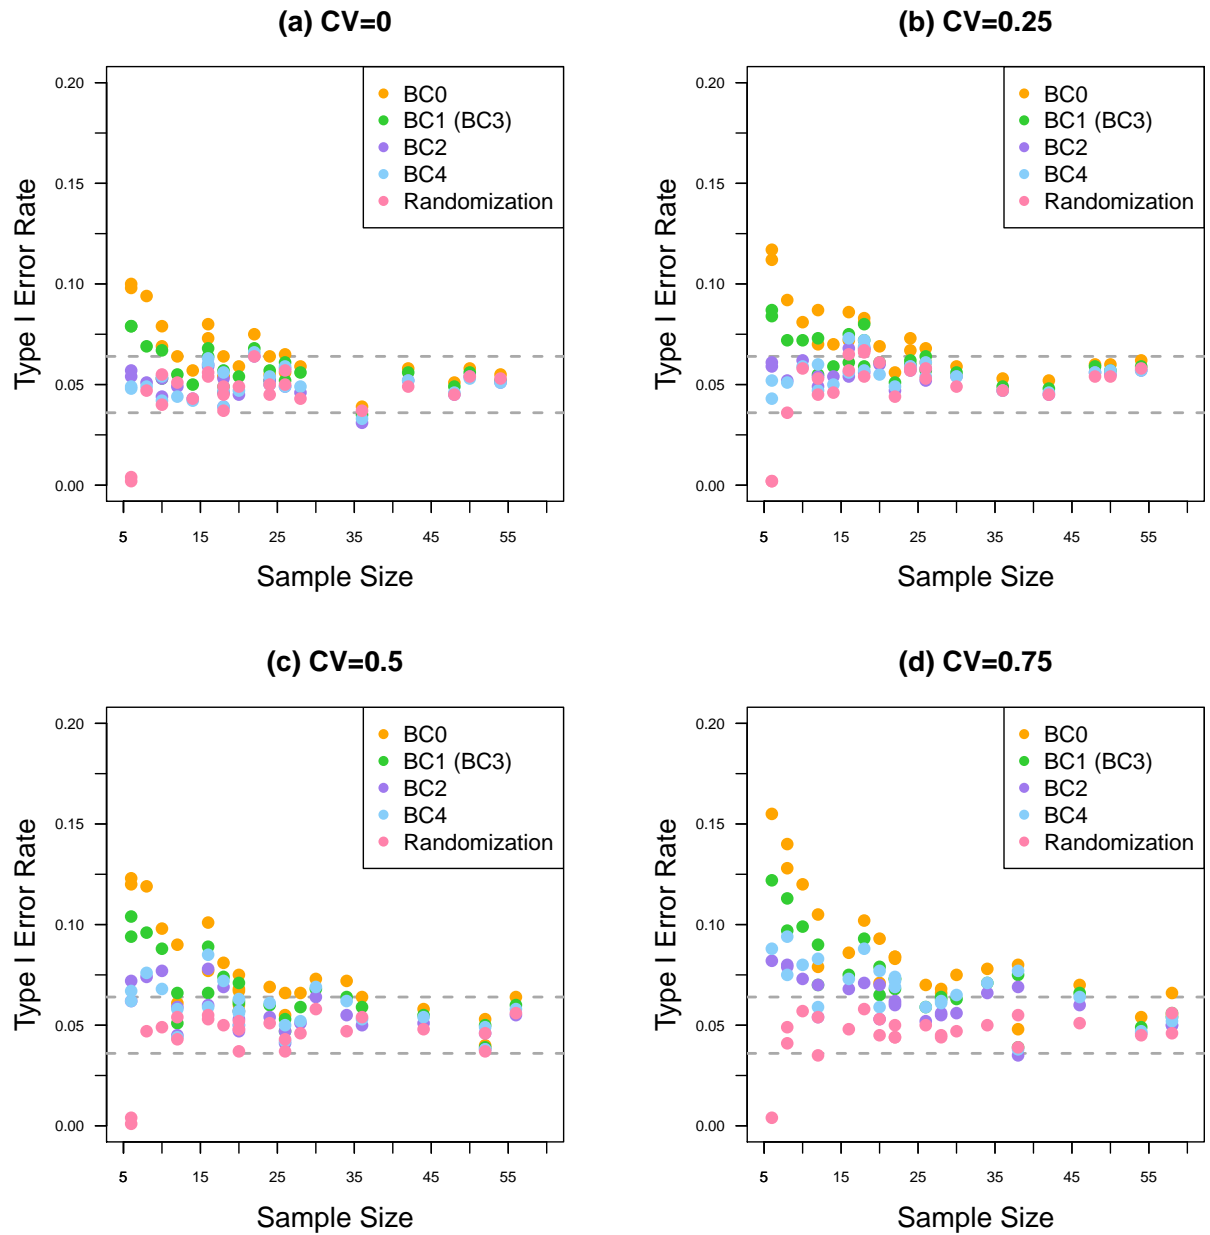 (a) CV=0
Type I Error Rate
0.20
0.15
0.10
0.05
0.00
BC0
BC1 (BC3)
BC2
BC4
Randomization
5 15 25 35 45 55
Sample Size
(b) CV=0.25
Type I Error Rate
0.20
0.15
0.10
0.05
0.00
BC0
BC1 (BC3)
BC2
BC4
Randomization
5 15 25 35 45 55
Sample Size
(c) CV=0.5
Type I Error Rate
0.20
0.15
0.10
0.05
0.00
BC0
BC1 (BC3)
BC2
BC4
Randomization
5 15 25 35 45 55
Sample Size
(d) CV=0.75
Type I Error Rate
0.20
0.15
0.10
0.05
0.00
BC0
BC1 (BC3)
BC2
BC4
Randomization
5 15 25 35 45 55
Sample Size